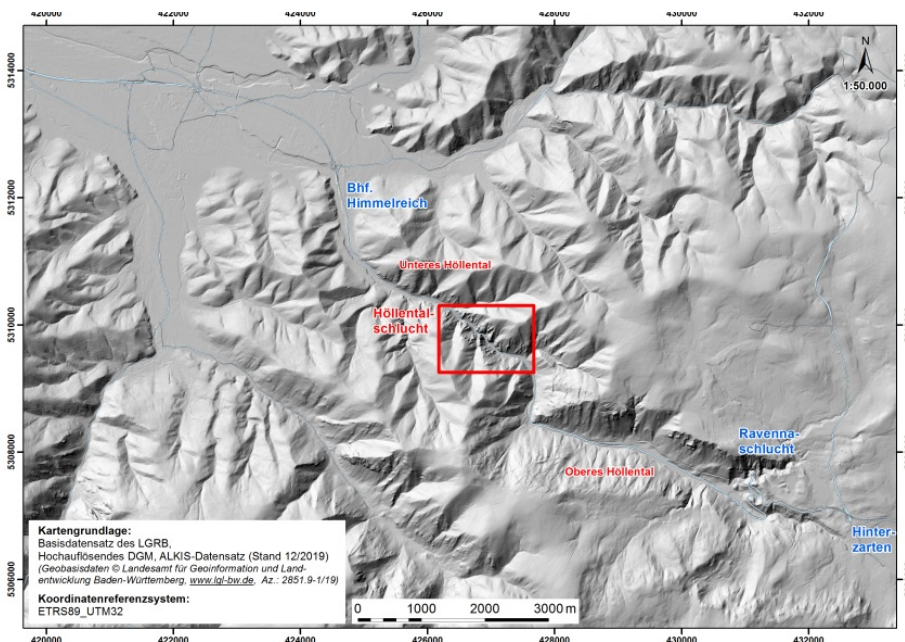 420000 422000 424000 426000 428000 430000 432000
N
1:50.000
5314000
5312000
5310000
5308000
5306000
Bhf.
Himmelreich
Unteres Höllental
Höllental-
schlucht
Ravenna-
schlucht
Oberes Höllental
Hinter-
zarten
Kartengrundlage:
Basisdatensatz des LGRB,
Hochauflösendes DGM, ALKIS-Datensatz (Stand 12/2019)
(Geobasisdaten © Landesamt für Geoinformation und Land-
entwicklung Baden-Württemberg, www.lgl-bw.de, Az.: 2851.9-1/19)
Koordinatenreferenzsystem:
ETRS89_UTM32
0 1000 2000 3000 m
420000 422000 424000 426000 428000 430000 432000